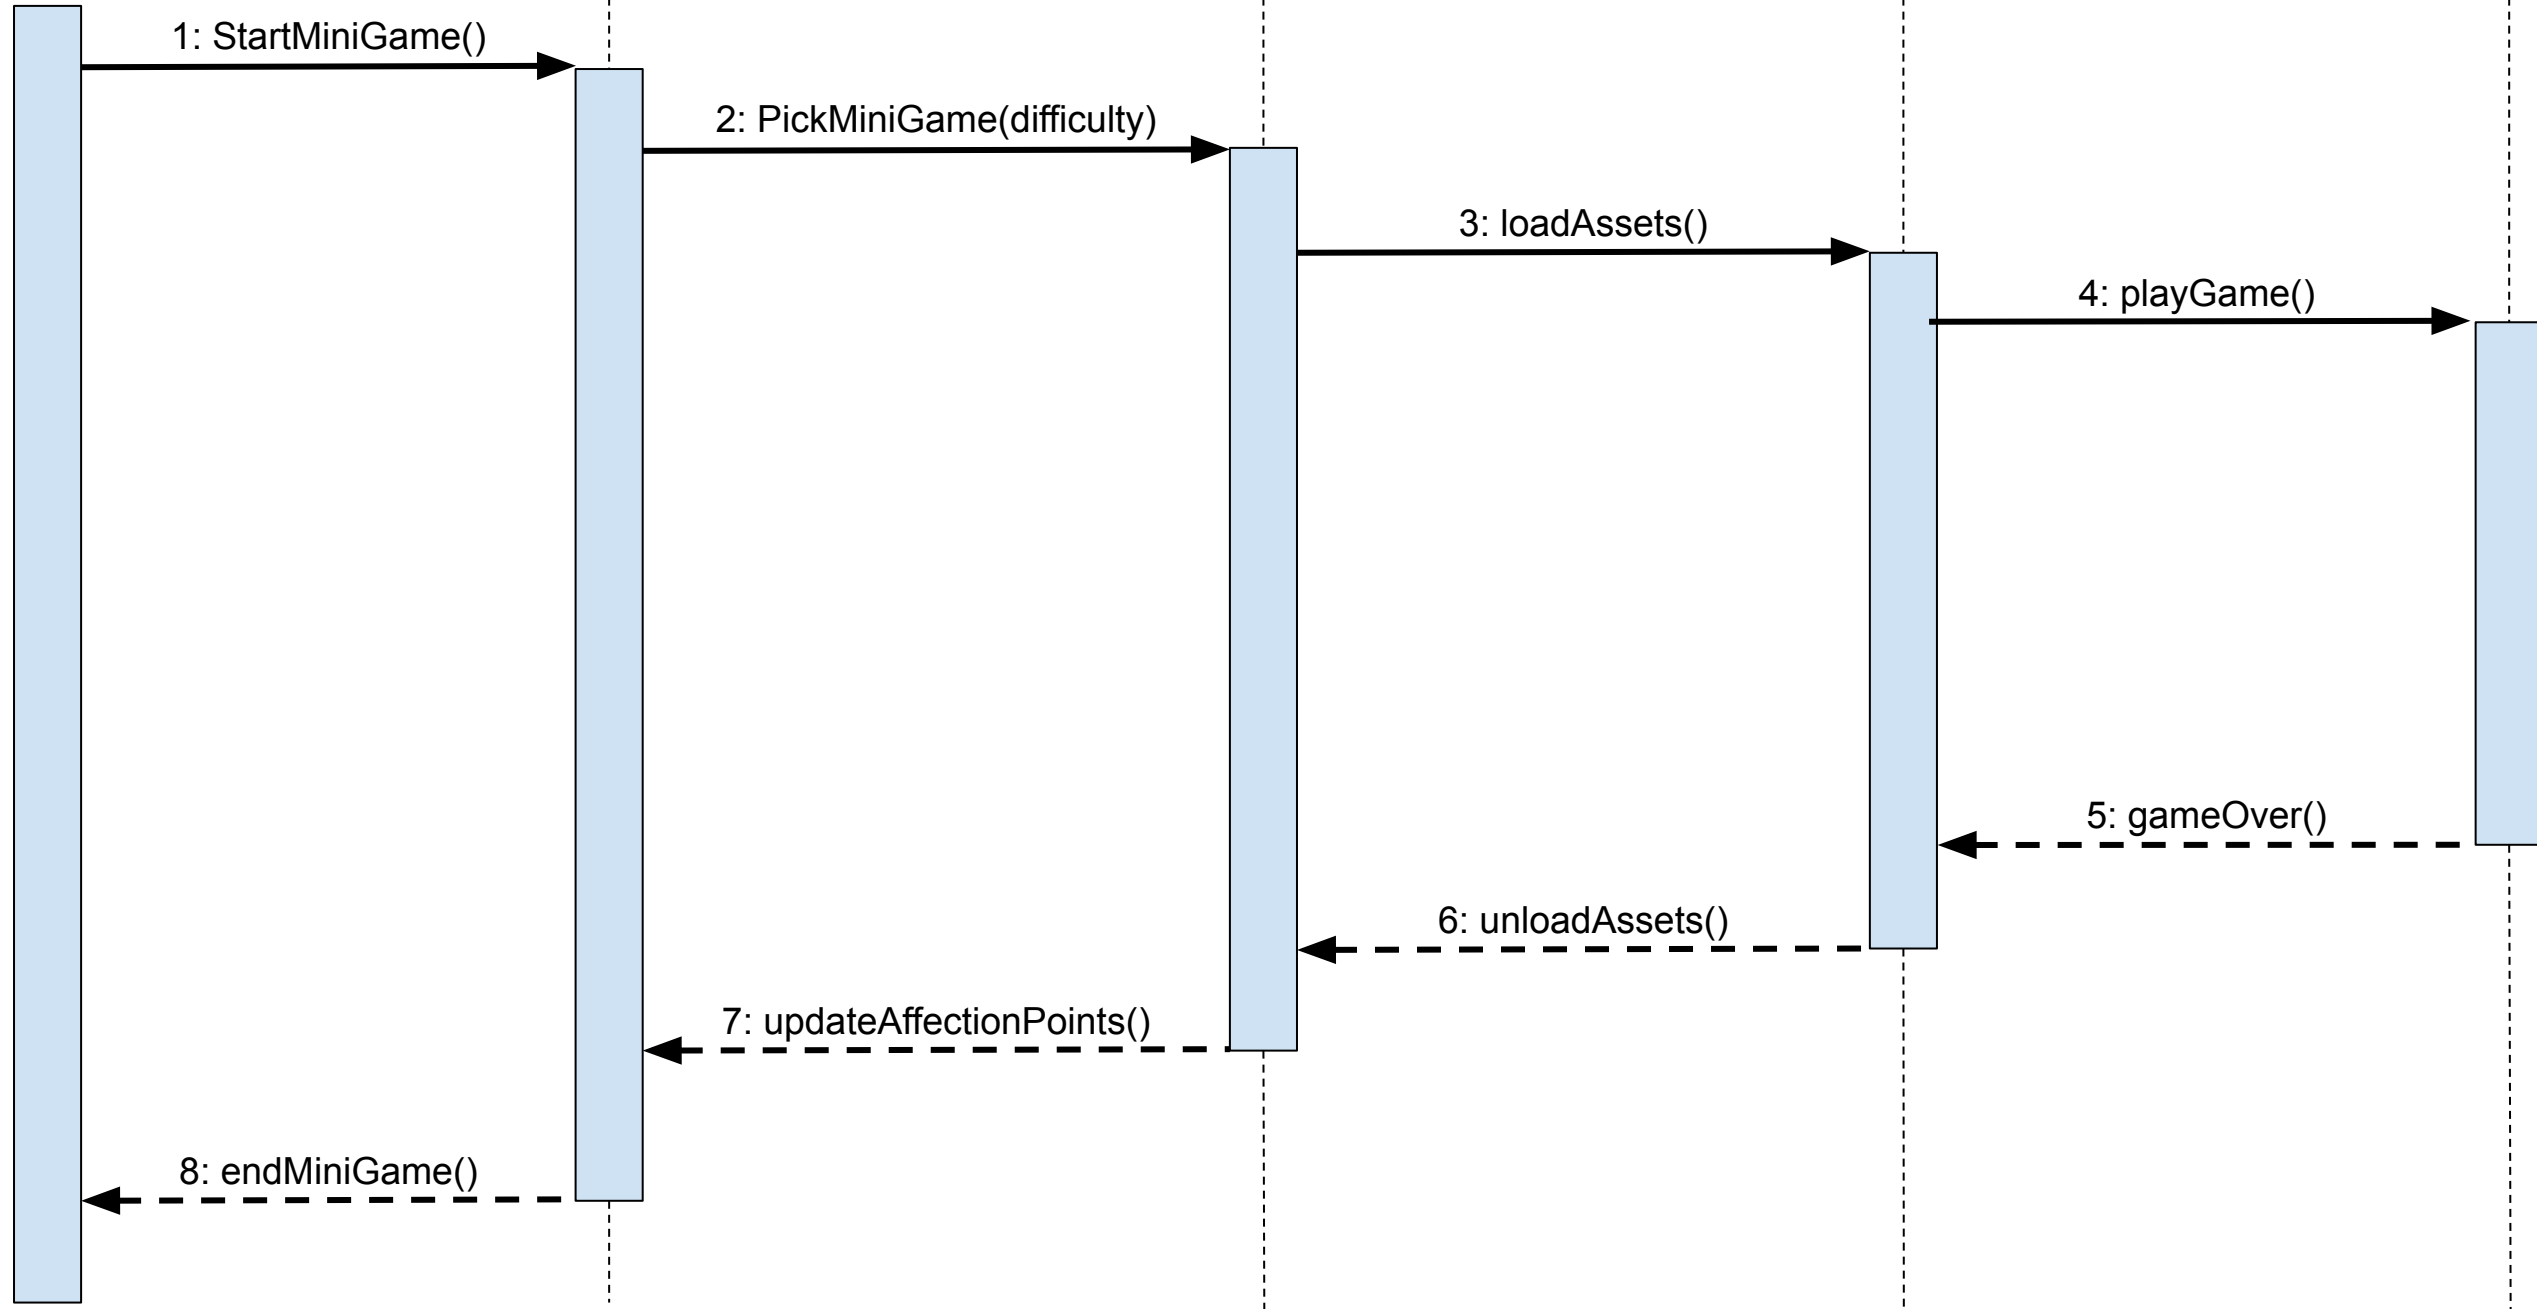 1: StartMiniGame()
2: PickMiniGame(difficulty)
3: loadAssets()
4: playGame()
5: gameOver()
6: unloadAssets()
7: updateAffectionPoints()
8: endMiniGame()